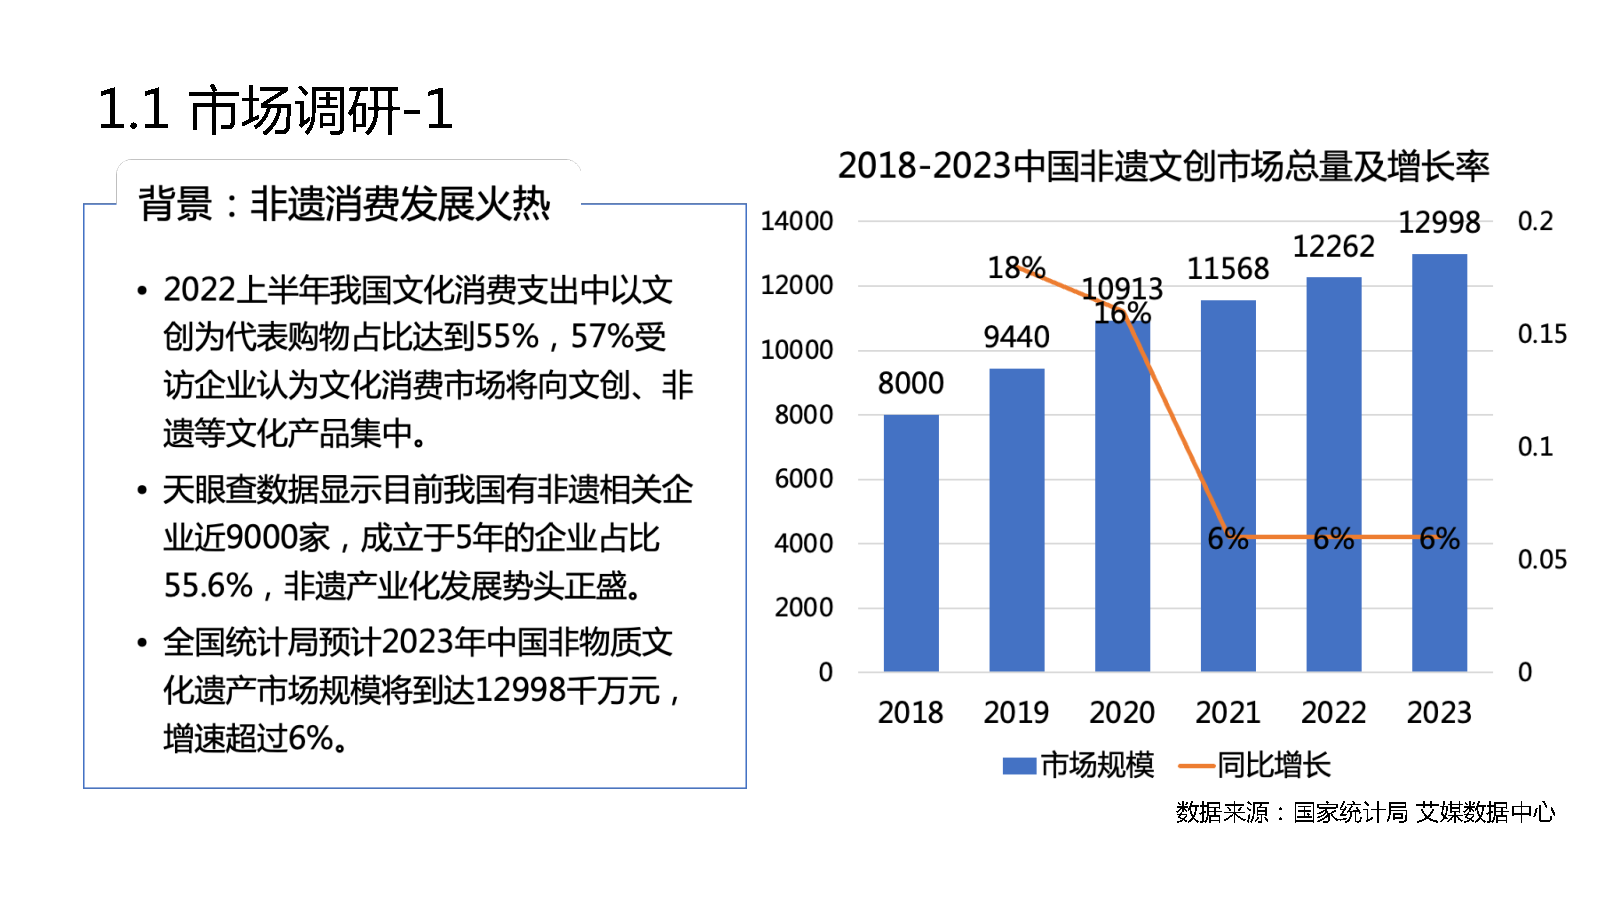 1.1 市场调研-1
背景：非遗消费发展火热
• 2022上半年我国文化消费支出中以文
创为代表购物占比达到55%，57%受
访企业认为文化消费市场将向文创、非
遗等文化产品集中。
• 天眼查数据显示目前我国有非遗相关企
业近9000家，成立于5年的企业占比
55.6%，非遗产业化发展势头正盛。
• 全国统计局预计2023年中国非物质文
化遗产市场规模将到达12998千万元，
增速超过6%。
2018-2023中国非遗文创市场总量及增长率
14000
12000
10000
8000
6000
4000
2000
0
0.2
0.15
0.1
0.05
0
8000
9440
10913
11568
12262
12998
18%
16%
6%
6%
6%
2018 2019 2020 2021 2022 2023
市场规模 同比增长
数据来源：国家统计局 艾媒数据中心